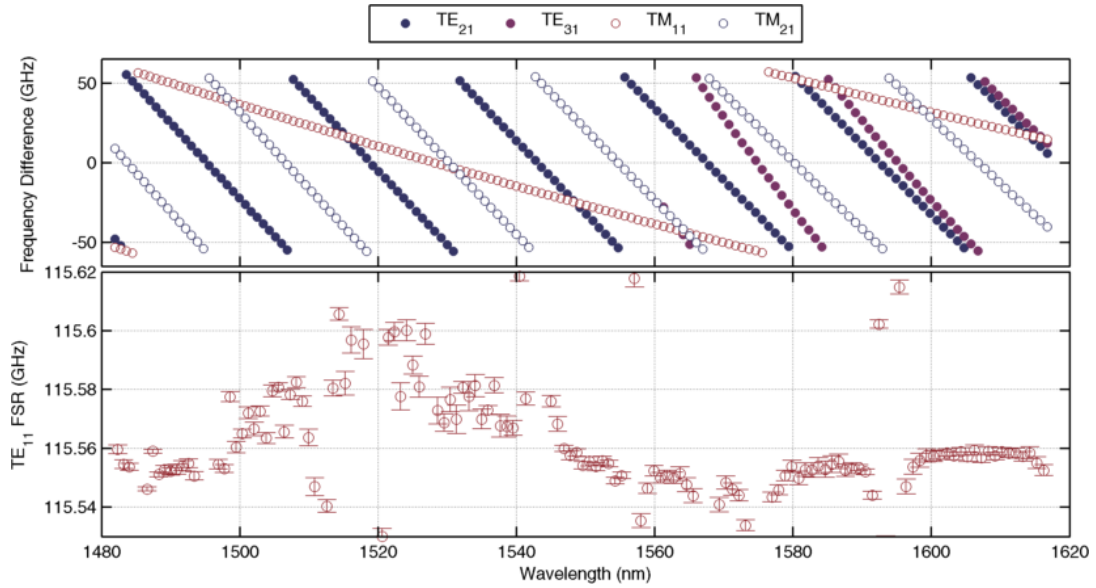 TE21 TE31 TM11 TM21
Frequency Difference (GHz)
50
0
-50
TE11 FSR (GHz)
115.62
115.6
115.58
115.56
115.54
1480 1500 1520 1540 1560 1580 1600 1620
Wavelength (nm)